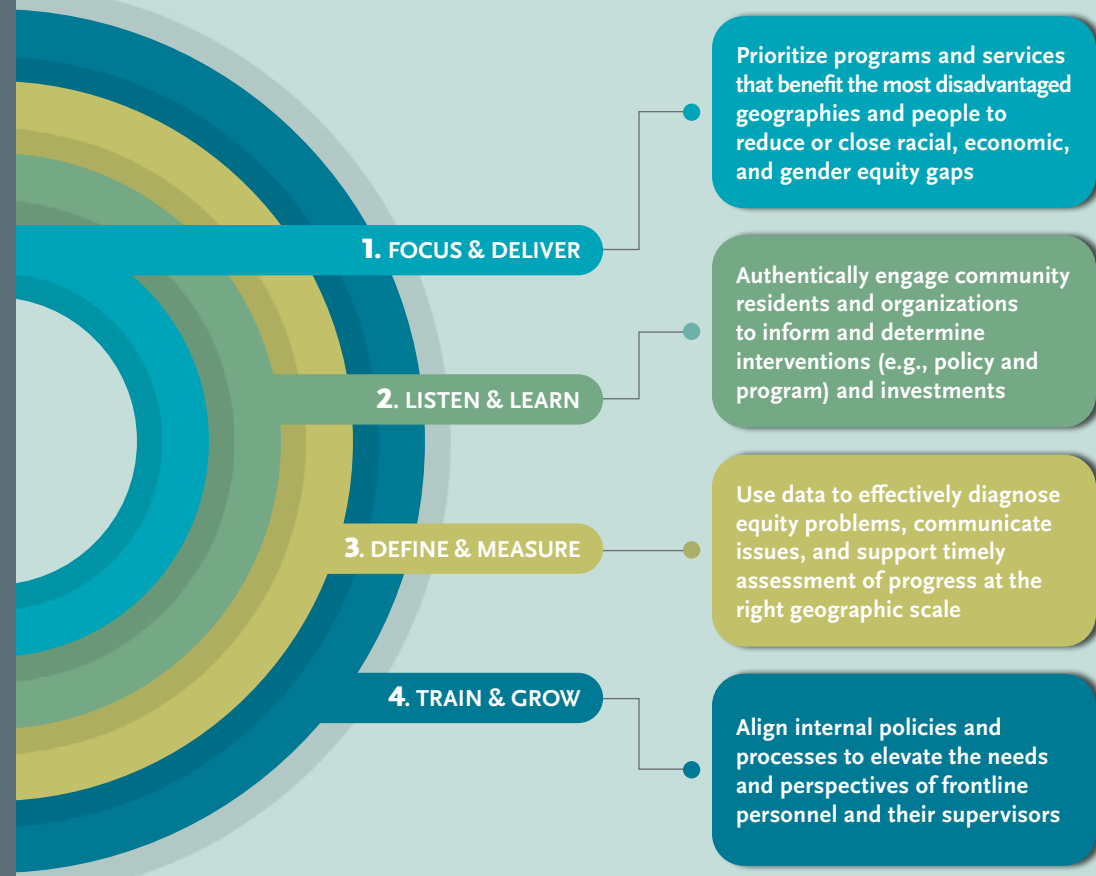 Prioritize programs and services
that benefit the most disadvantaged
geographies and people to
reduce or close racial, economic,
and gender equity gaps
1. FOCUS & DELIVER
Authentically engage community
residents and organizations
to inform and determine
interventions (e.g., policy and
program) and investments
2. LISTEN & LEARN
Use data to effectively diagnose
equity problems, communicate
issues, and support timely
assessment of progress at the
right geographic scale
3. DEFINE & MEASURE
4. TRAIN & GROW
Align internal policies and
processes to elevate the needs
and perspectives of frontline
personnel and their supervisors